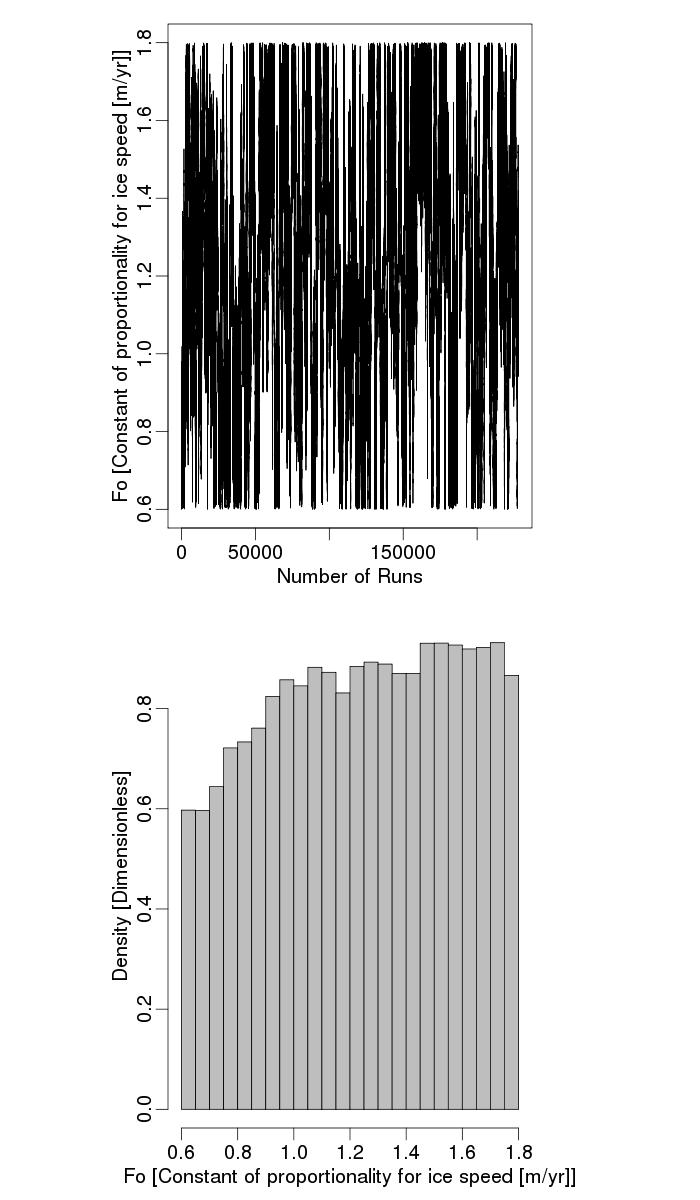 Fo [Constant of proportionality for ice speed [m/yr]]
1.8
1.6
1.4
1.2
1.0
0.8
0.6
0 50000 150000
Number of Runs
Density [Dimensionless]
0.8
0.6
0.4
0.2
0.0
0.6 0.8 1.0 1.2 1.4 1.6 1.8
Fo [Constant of proportionality for ice speed [m/yr]]